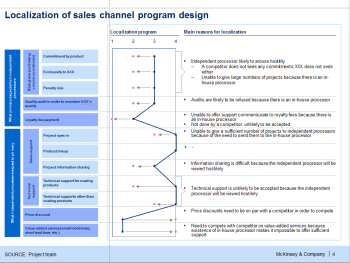 Localization of sales channel program design
Localization program
Main reasons for localization
1 2 3 4
Commitment by product
Exclusivity to XXX
Penalty rule
Quality audit in order to maintain XXX's quality
Loyalty fee payment
Project spec-in
Product lineup
Project information sharing
Technical support for existing products
Technical supports other than existing products
Price discount
Value-added services (small inventory, short lead time, etc.)
• Independent processor likely to arouse hostility
– A competitor does not seek any commitments; XXX does not seek either
– Unable to give large numbers of projects because there is an in-house processor
• Audits are likely to be refused because there is an in-house processor
• Unable to offer support commensurate to royalty fees because there is an in-house processor
• Not done by a competitor; unlikely to be accepted
• Unable to give a sufficient number of projects to independent processors because of the need to send them to the in-house processor
• -
• Information sharing is difficult because the independent processor will be viewed hostilely
• Technical support is unlikely to be accepted because the independent processor will be viewed hostilely
• Price discounts need to be on par with a competitor in order to compete
• Need to compete with competitor on value-added services because existence of in-house processor makes it impossible to offer sufficient support
SOURCE: Project team
McKinsey & Company | 4